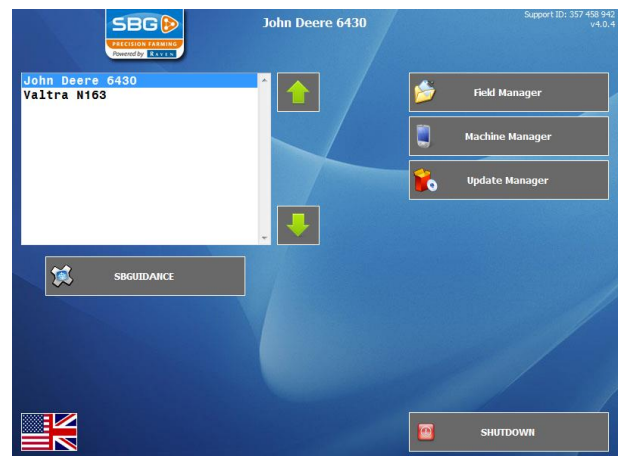 SBG
PRECISION FARMING
Powered by RAVEN
John Deere 6430
Support ID: 357 458 942
v4.0.4
John Deere 6430
Valtra N163
Field Manager
Machine Manager
Update Manager
SBGUIDANCE
SHUTDOWN